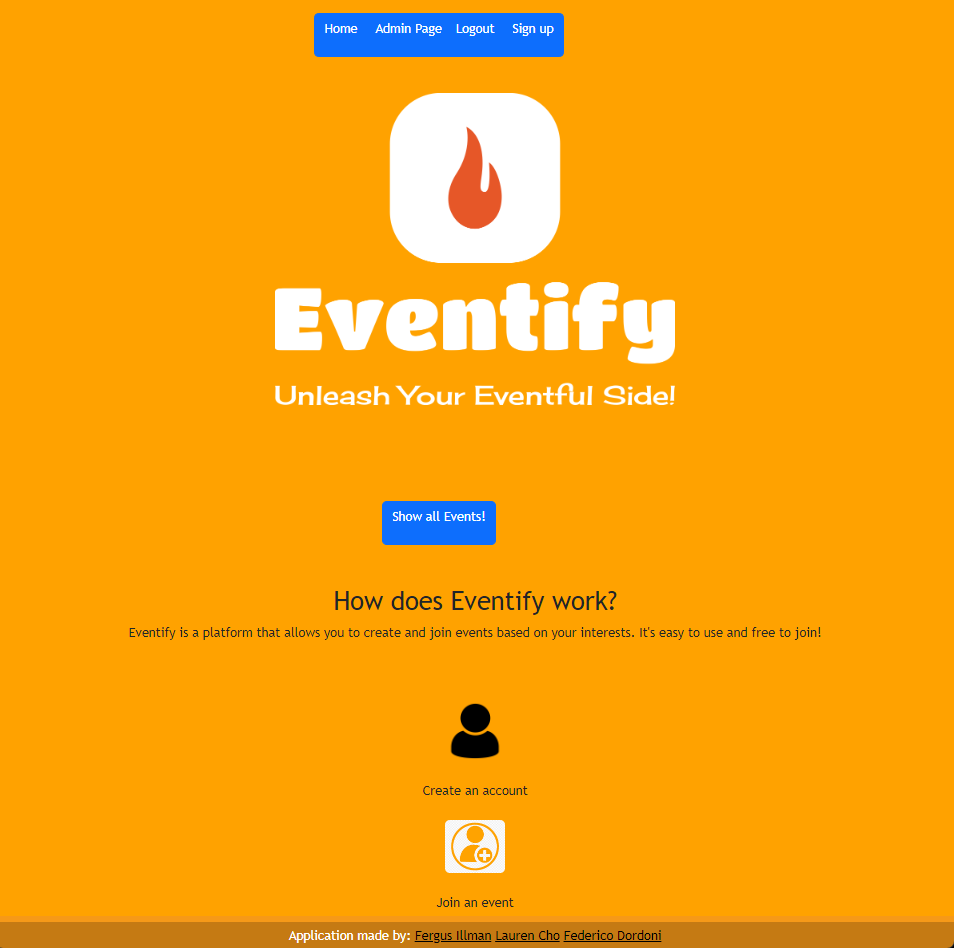 Home Admin Page Logout Sign up
Eventify
Unleash Your Eventful Side!
Show all Events!
How does Eventify work?
Eventify is a platform that allows you to create and join events based on your interests. It's easy to use and free to join!
Create an account
Join an event
Application made by: Fergus Illman Lauren Cho Federico Dordoni